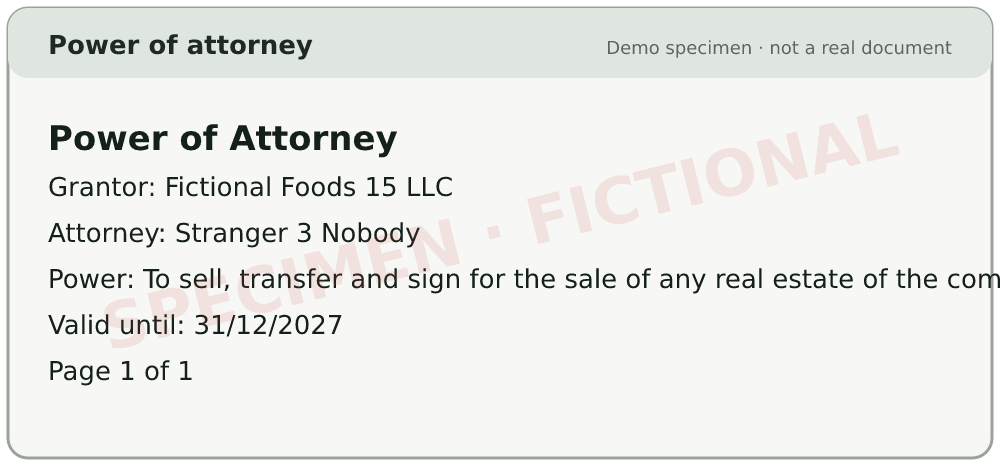 Power of attorney
Demo specimen · not a real document
Power of Attorney
Grantor: Fictional Foods 15 LLC
Attorney: Stranger 3 Nobody
Power: To sell, transfer and sign for the sale of any real estate of the
Valid until: 31/12/2027
Page 1 of 1
SPECIMEN · FICTIONAL